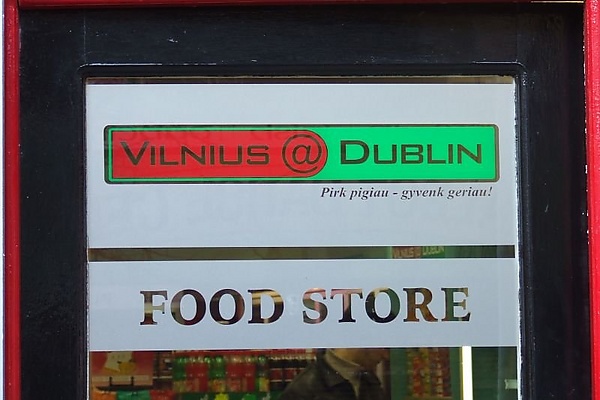 VILNIUS @ DUBLIN
Pirk pigiau - gyvenk geriau!
FOOD STORE